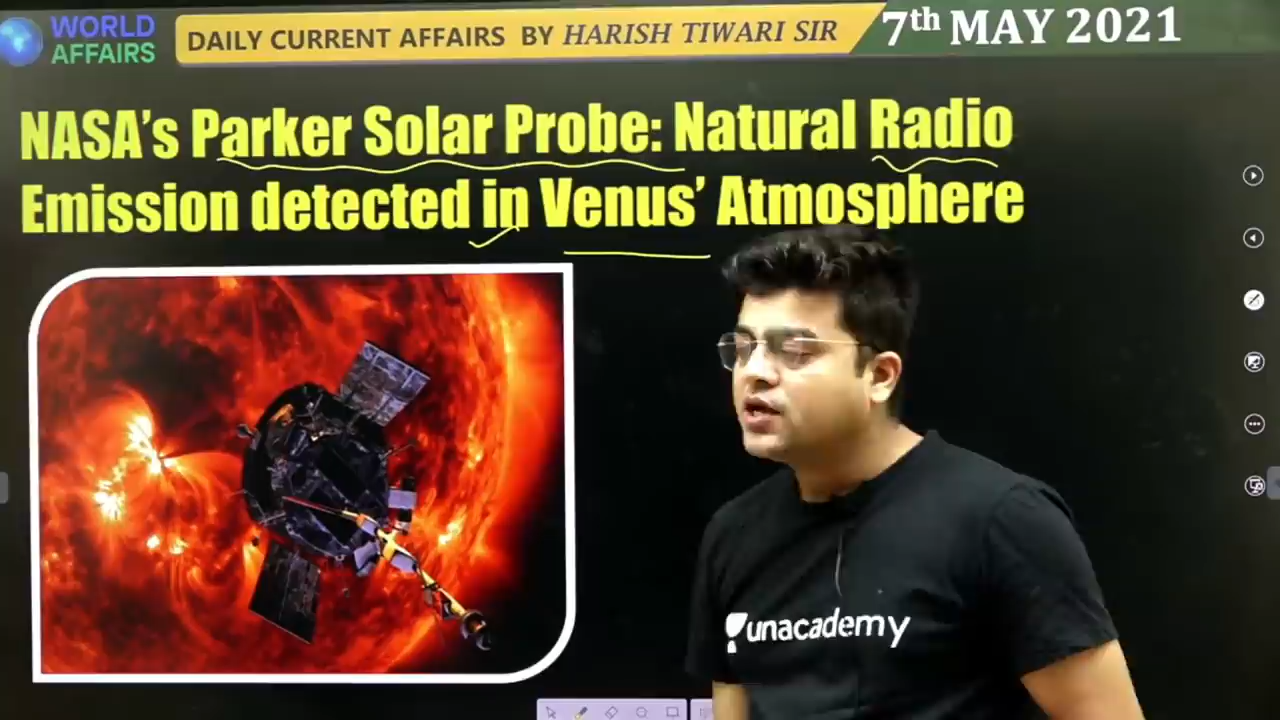 WORLD
AFFAIRS
DAILY CURRENT AFFAIRS BY HARISH TIWARI SIR
7th MAY 2021
NASA's Parker Solar Probe: Natural Radio
Emission detected in Venus' Atmosphere
unacademy